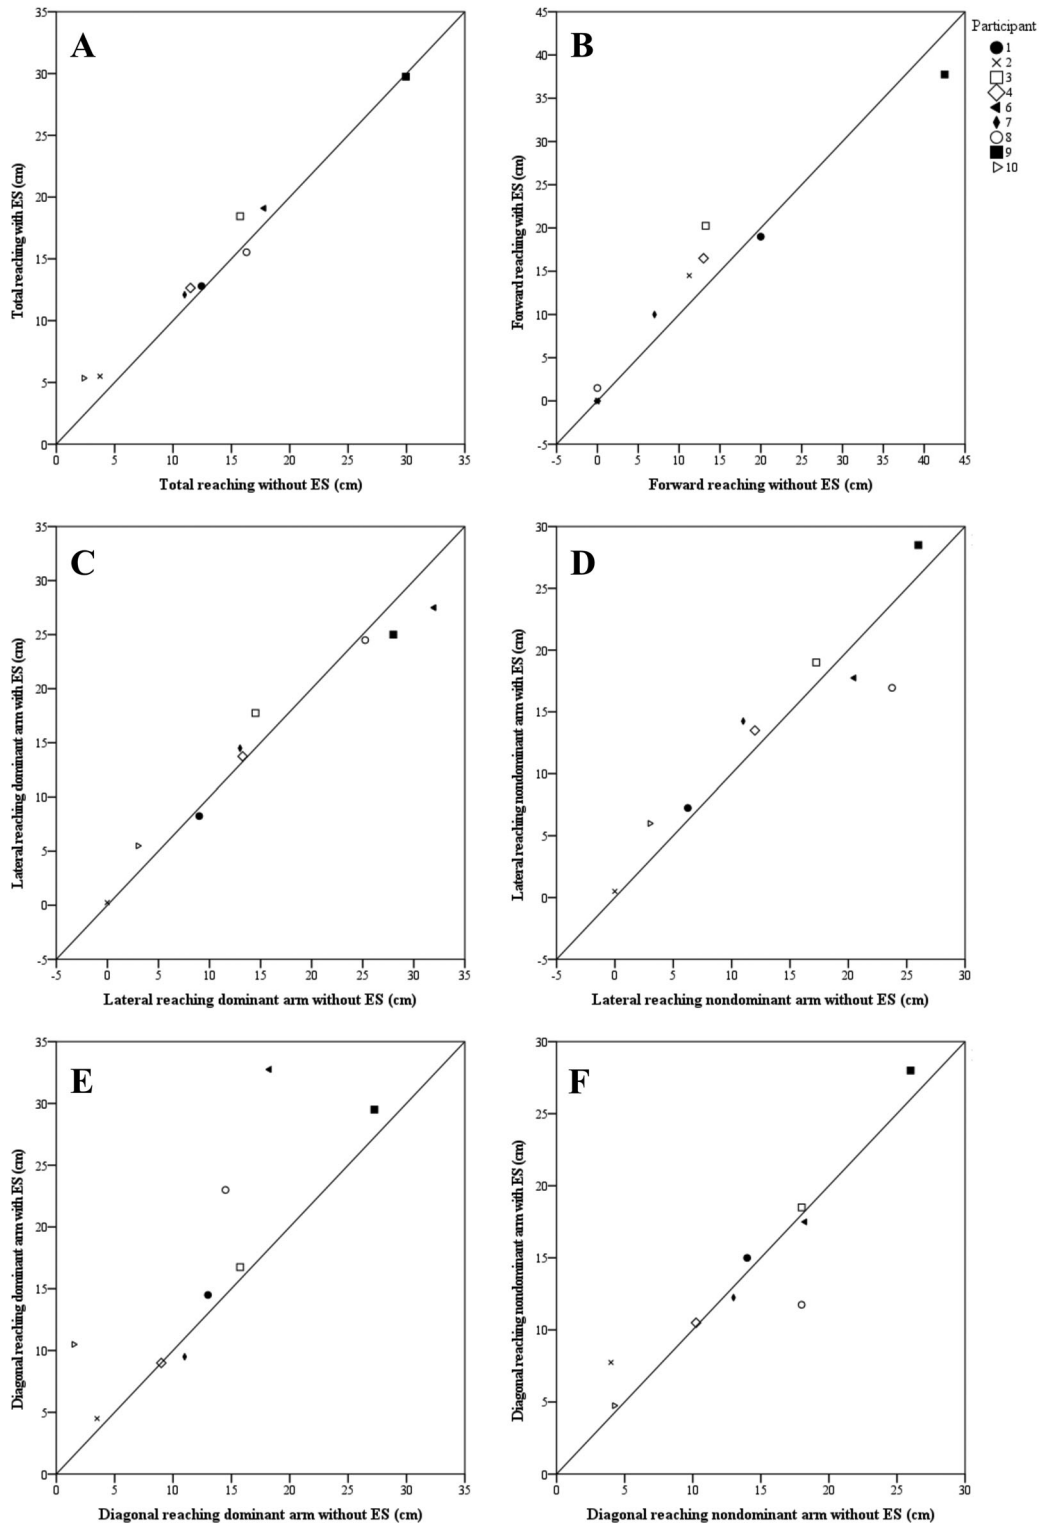 A
35
30
25
20
15
10
5
0
0 5 10 15 20 25 30 35
Total reaching with ES (cm)
Total reaching without ES (cm)
B
45
40
35
30
25
20
15
10
5
0
-5
-5 0 5 10 15 20 25 30 35 40 45
Forward reaching with ES (cm)
Forward reaching without ES (cm)
Participant
1
2
3
4
6
7
8
9
10
C
35
30
25
20
15
10
5
0
-5
-5 0 5 10 15 20 25 30 35
Lateral reaching dominant arm with ES (cm)
Lateral reaching dominant arm without ES (cm)
D
30
25
20
15
10
5
0
-5
-5 0 5 10 15 20 25 30
Lateral reaching nondominant arm with ES (cm)
Lateral reaching nondominant arm without ES (cm)
E
35
30
25
20
15
10
5
0
0 5 10 15 20 25 30 35
Diagonal reaching dominant arm with ES (cm)
Diagonal reaching dominant arm without ES (cm)
F
30
25
20
15
10
5
0
0 5 10 15 20 25 30
Diagonal reaching nondominant arm with ES (cm)
Diagonal reaching nondominant arm without ES (cm)